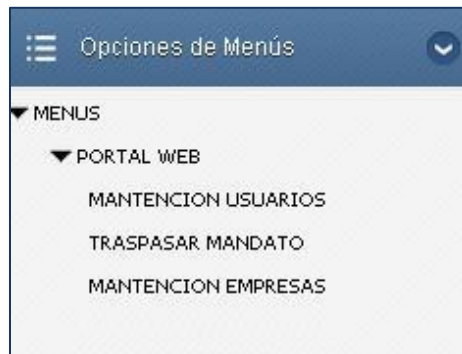 Opciones de Menús
MENUS
PORTAL WEB
MANTENCION USUARIOS
TRASPASAR MANDATO
MANTENCION EMPRESAS